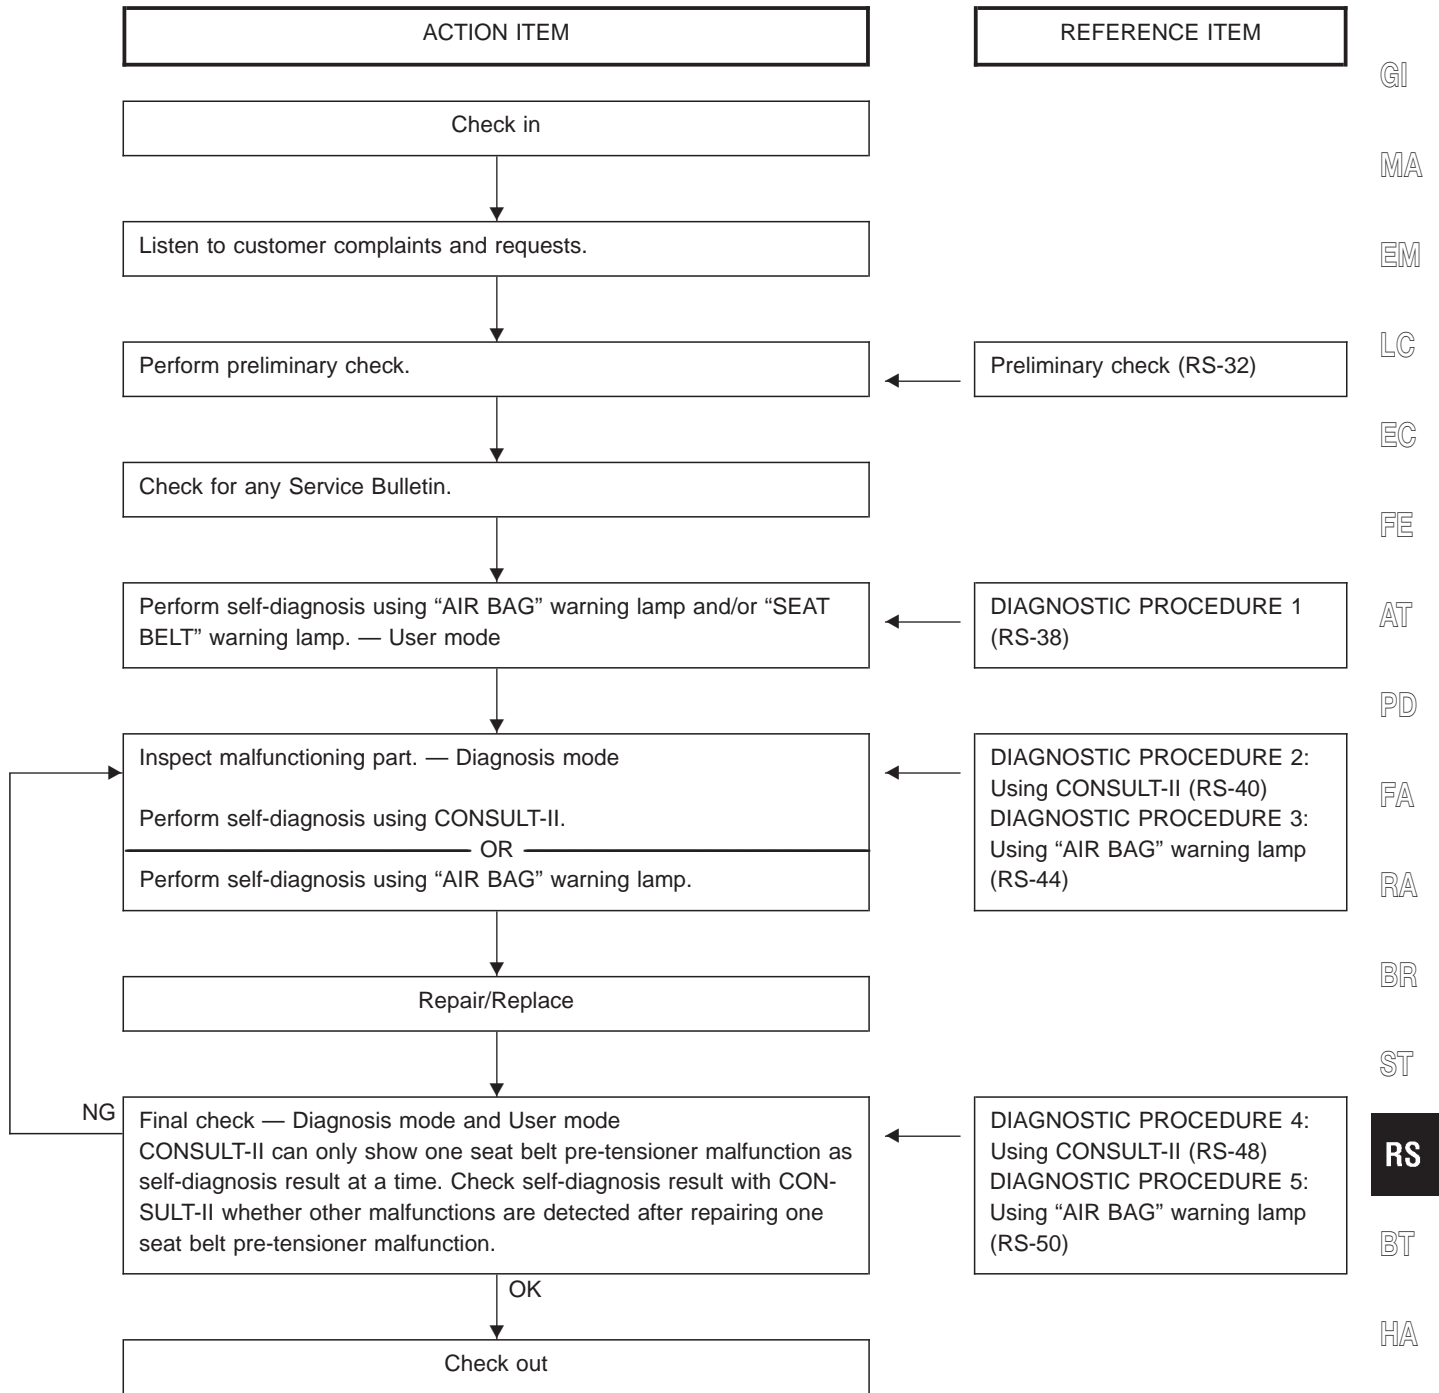 ACTION ITEM
REFERENCE ITEM
Check in
Listen to customer complaints and requests.
Perform preliminary check.
Preliminary check (RS-32)
Check for any Service Bulletin.
Perform self-diagnosis using “AIR BAG” warning lamp and/or “SEAT
BELT” warning lamp. — User mode
DIAGNOSTIC PROCEDURE 1
(RS-38)
Inspect malfunctioning part. — Diagnosis mode
Perform self-diagnosis using CONSULT-II.
OR
Perform self-diagnosis using “AIR BAG” warning lamp.
DIAGNOSTIC PROCEDURE 2:
Using CONSULT-II (RS-40)
DIAGNOSTIC PROCEDURE 3:
Using “AIR BAG” warning lamp
(RS-44)
Repair/Replace
NG
Final check — Diagnosis mode and User mode
CONSULT-II can only show one seat belt pre-tensioner malfunction as
self-diagnosis result at a time. Check self-diagnosis result with CON-
SULT-II whether other malfunctions are detected after repairing one
seat belt pre-tensioner malfunction.
DIAGNOSTIC PROCEDURE 4:
Using CONSULT-II (RS-48)
DIAGNOSTIC PROCEDURE 5:
Using “AIR BAG” warning lamp
(RS-50)
OK
Check out
GI
MA
EM
LC
EC
FE
AT
PD
FA
RA
BR
ST
RS
BT
HA